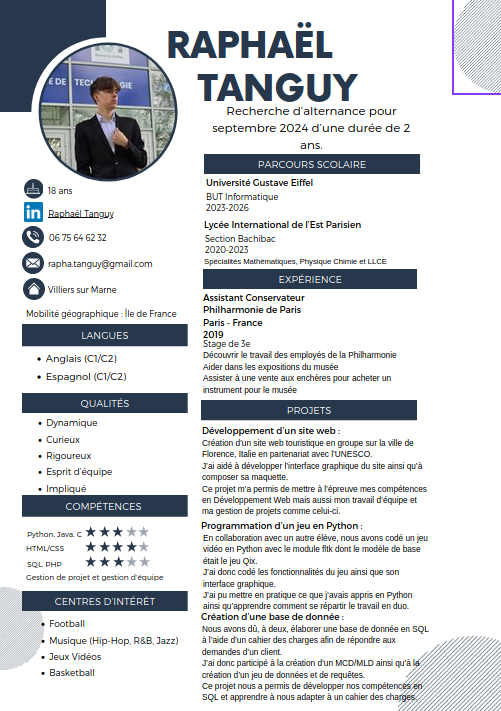 RAPHAËL
TANGUY
Recherche d'alternance pour
septembre 2024 d'une durée de 2
ans.
18 ans
Raphaël Tanguy
06 75 64 62 32
rapha.tanguy@gmail.com
Villiers sur Marne
Mobilité géographique : Île de France
LANGUES
Anglais (C1/C2)
Espagnol (C1/C2)
QUALITÉS
Dynamique
Curieux
Rigoureux
Esprit d'équipe
Impliqué
COMPÉTENCES
Python, Java, C
HTML/CSS
SQL, PHP
Gestion de projet et gestion d'équipe
CENTRES D'INTÉRÊT
Football
Musique (Hip-Hop, R&B, Jazz)
Jeux Vidéos
Basketball
PARCOURS SCOLAIRE
Université Gustave Eiffel
BUT Informatique
2023-2026
Lycée International de l'Est Parisien
Section Bachibac
2020-2023
Spécialités Mathématiques, Physique Chimie et LLCE
EXPÉRIENCE
Assistant Conservateur
Philharmonie de Paris
Paris - France
2019
Stage de 3e
Découvrir le travail des employés de la Philharmonie
Aider dans les expositions du musée
Assister à une vente aux enchères pour acheter un
instrument pour le musée
PROJETS
Développement d'un site web :
Création d'un site web touristique en groupe sur la ville de
Florence, Italie en partenariat avec l'UNESCO.
J'ai aidé à développer l'interface graphique du site ainsi qu'à
composer sa maquette.
Ce projet m'a permis de mettre à l'épreuve mes compétences
en Développement Web mais aussi mon travail d'équipe et
ma gestion de projets comme celui-ci.
Programmation d'un jeu en Python :
En collaboration avec un autre élève, nous avons codé un jeu
vidéo en Python avec le module fltk dont le modèle de base
était le jeu Qix.
J'ai donc codé les fonctionnalités du jeu ainsi que son
interface graphique.
J'ai pu mettre en pratique ce que j'avais appris en Python
ainsi qu'apprendre comment se répartir le travail en duo.
Création d'une base de donnée :
Nous avons dû, à deux, élaborer une base de donnée en SQL
à l'aide d'un cahier des charges afin de répondre aux
demandes d'un client.
J'ai donc participé à la création d'un MCD/MLD ainsi qu'à la
création d'un jeu de données et de requêtes.
Ce projet nous a permis de développer nos compétences en
SQL et apprendre à nous adapter à un cahier des charges.